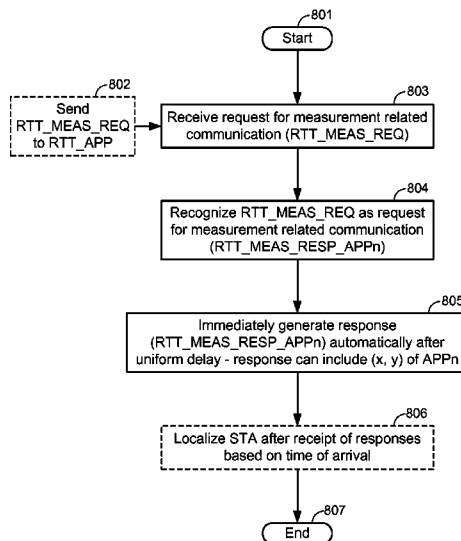 801
Start
802
Send
RTT_MEAS_REQ
to RTT_APP
803
Receive request for measurement related
communication (RTT_MEAS_REQ)
804
Recognize RTT_MEAS_REQ as request
for measurement related communication
(RTT_MEAS_RESP_APPn)
805
Immediately generate response
(RTT_MEAS_RESP_APPn) automatically after
uniform delay - response can include (x, y) of APPn
806
Localize STA after receipt of responses
based on time of arrival
807
End